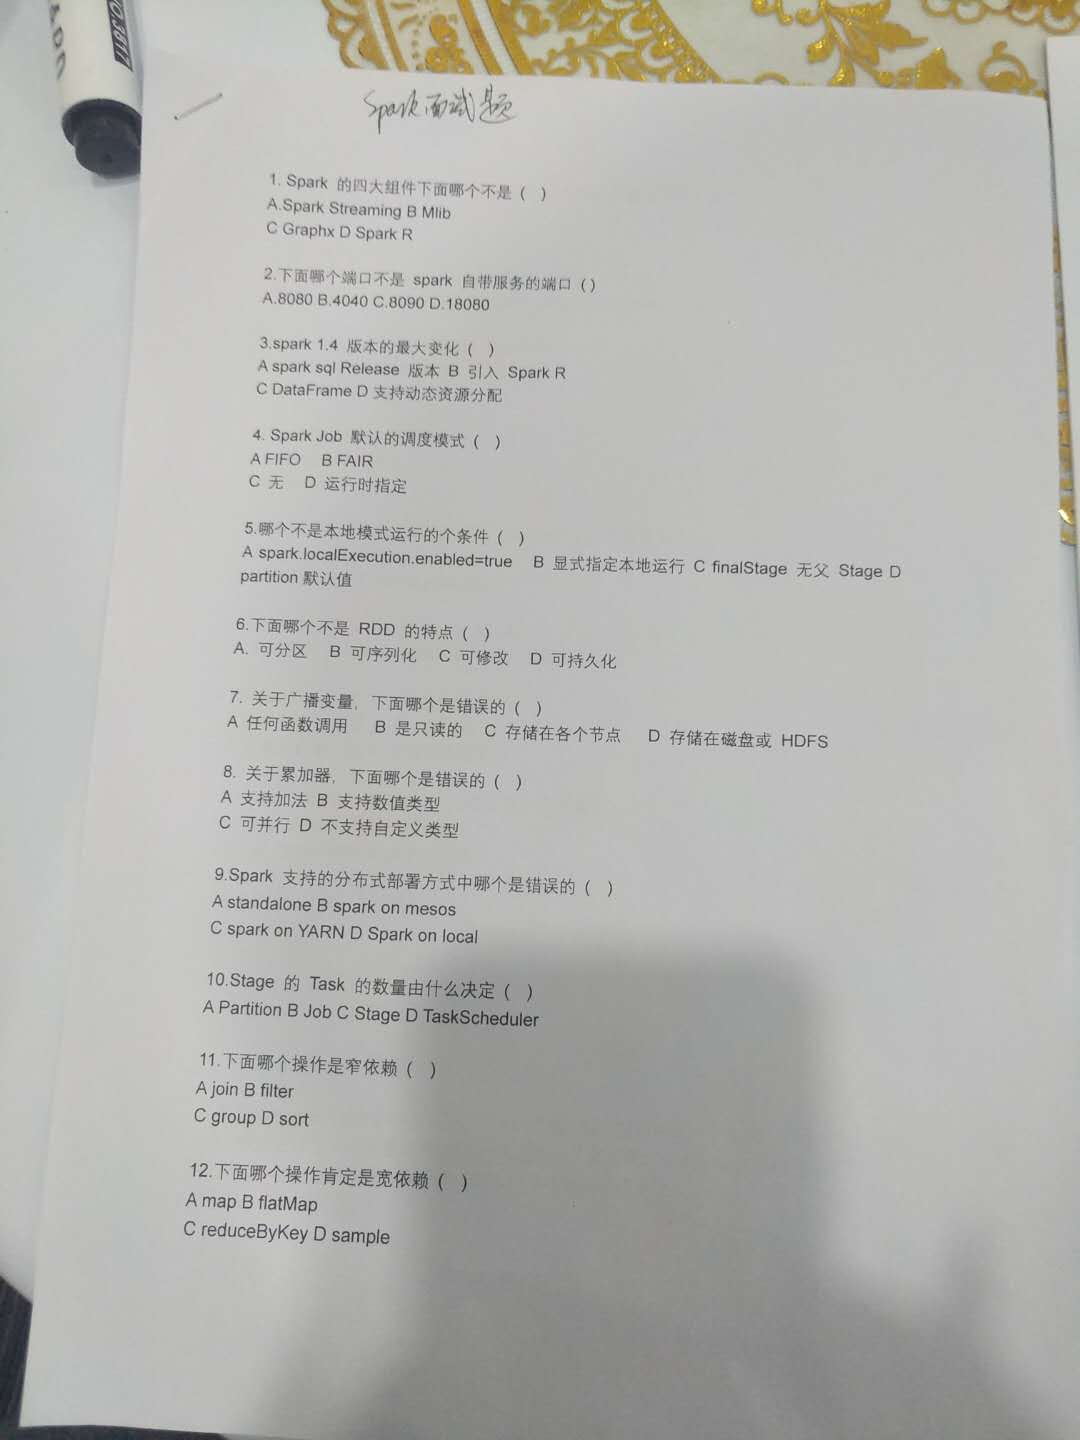 NO.3817
Spark面试题
1. Spark 的四大组件下面哪个不是 ( )
A.Spark Streaming B Mlib
C Graphx D Spark R
2.下面哪个端口不是 spark 自带服务的端口 ()
A.8080 B.4040 C.8090 D.18080
3.spark 1.4 版本的最大变化 ( )
A spark sql Release 版本 B 引入 Spark R
C DataFrame D 支持动态资源分配
4. Spark Job 默认的调度模式 ( )
A FIFO B FAIR
C 无 D 运行时指定
5.哪个不是本地模式运行的个条件 ( )
A spark.localExecution.enabled=true B 显式指定本地运行 C finalStage 无父 Stage D
partition 默认值
6.下面哪个不是 RDD 的特点 ( )
A. 可分区 B 可序列化 C 可修改 D 可持久化
7. 关于广播变量，下面哪个是错误的 ( )
A 任何函数调用 B 是只读的 C 存储在各个节点 D 存储在磁盘或 HDFS
8. 关于累加器，下面哪个是错误的 ( )
A 支持加法 B 支持数值类型
C 可并行 D 不支持自定义类型
9.Spark 支持的分布式部署方式中哪个是错误的 ( )
A standalone B spark on mesos
C spark on YARN D Spark on local
10.Stage 的 Task 的数量由什么决定 ( )
A Partition B Job C Stage D TaskScheduler
11.下面哪个操作是窄依赖 ( )
A join B filter
C group D sort
12.下面哪个操作肯定是宽依赖 ( )
A map B flatMap
C reduceByKey D sample